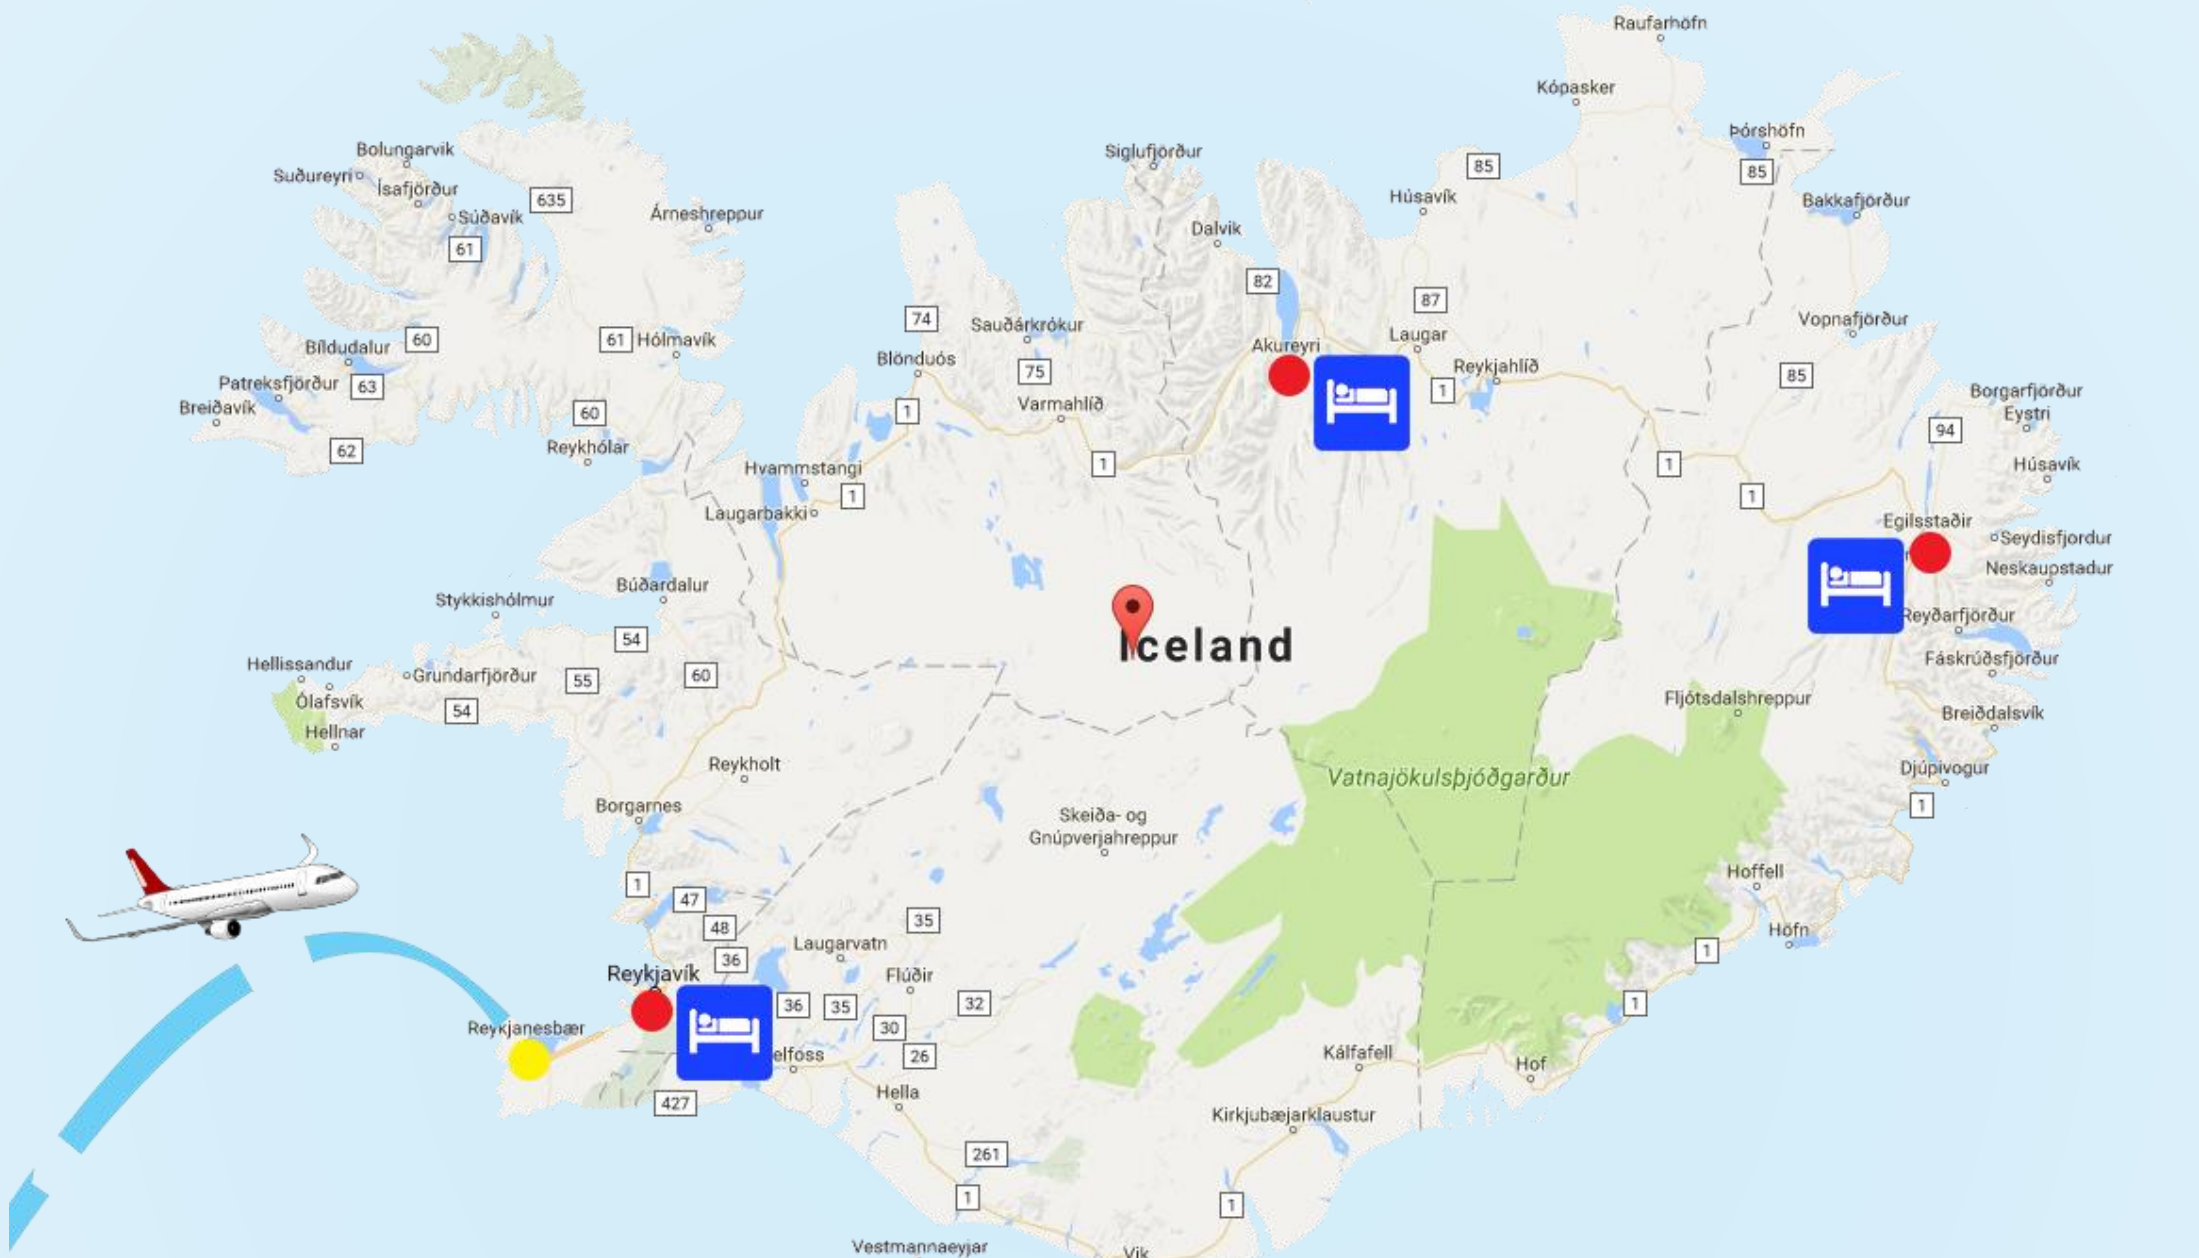 Raufarhöfn
Kópasker
Þórshöfn
Bolungarvik
Siglufjörður
85
85
Suðureyri
Ísafjörður
635
Húsavík
Bakkafjörður
Súðavík
Árneshreppur
Dalvik
61
82
87
74
Sauðárkrókur
Vopnafjörður
60
61
Hólmavík
Akureyri
Laugar
Bíldudalur
Blönduós
Reykjahlíð
75
85
Patreksfjörður
63
1
Borgarfjörður
Eystri
Breiðavík
60
1
Varmahlíð
94
62
Reykhólar
Hvammstangi
1
1
Húsavík
1
1
Laugarbakki
Egilsstaðir
Seydisfjordur
Neskaupstadur
Búðardalur
Stykkishólmur
Reyðarfjörður
54
Iceland
Hellissandur
Grundarfjörður
55
60
Fáskrúðsfjörður
Ólafsvík
54
Fljótsdalshreppur
Breiðdalsvík
Hellnar
Reykholt
Vatnajökulsþjóðgarður
Djúpivogur
Borgarnes
Skeiða- og
Gnúpverjahreppur
1
Hoffell
1
47
48
35
Höfn
Laugarvatn
36
1
Reykjavík
Flúðir
36
35
32
1
Reykjanesbær
30
elfoss
26
Kálfafell
Hof
427
Hella
Kirkjubæjarklaustur
261
1
1
Vestmannaeyjar
Vik